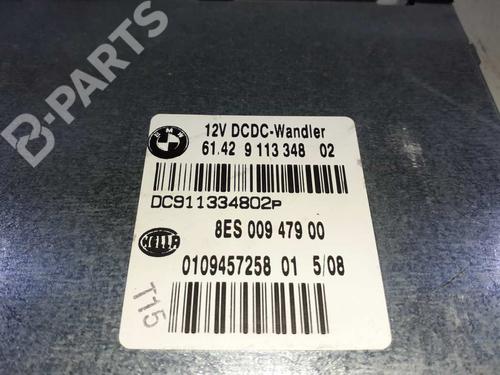 B-PARTS
BMW
12V DCDC-Wandler
61.42 9 113 348 02
DC911334802P
8ES 009 479 00
HELLA
0109457258 01 5/08
T15